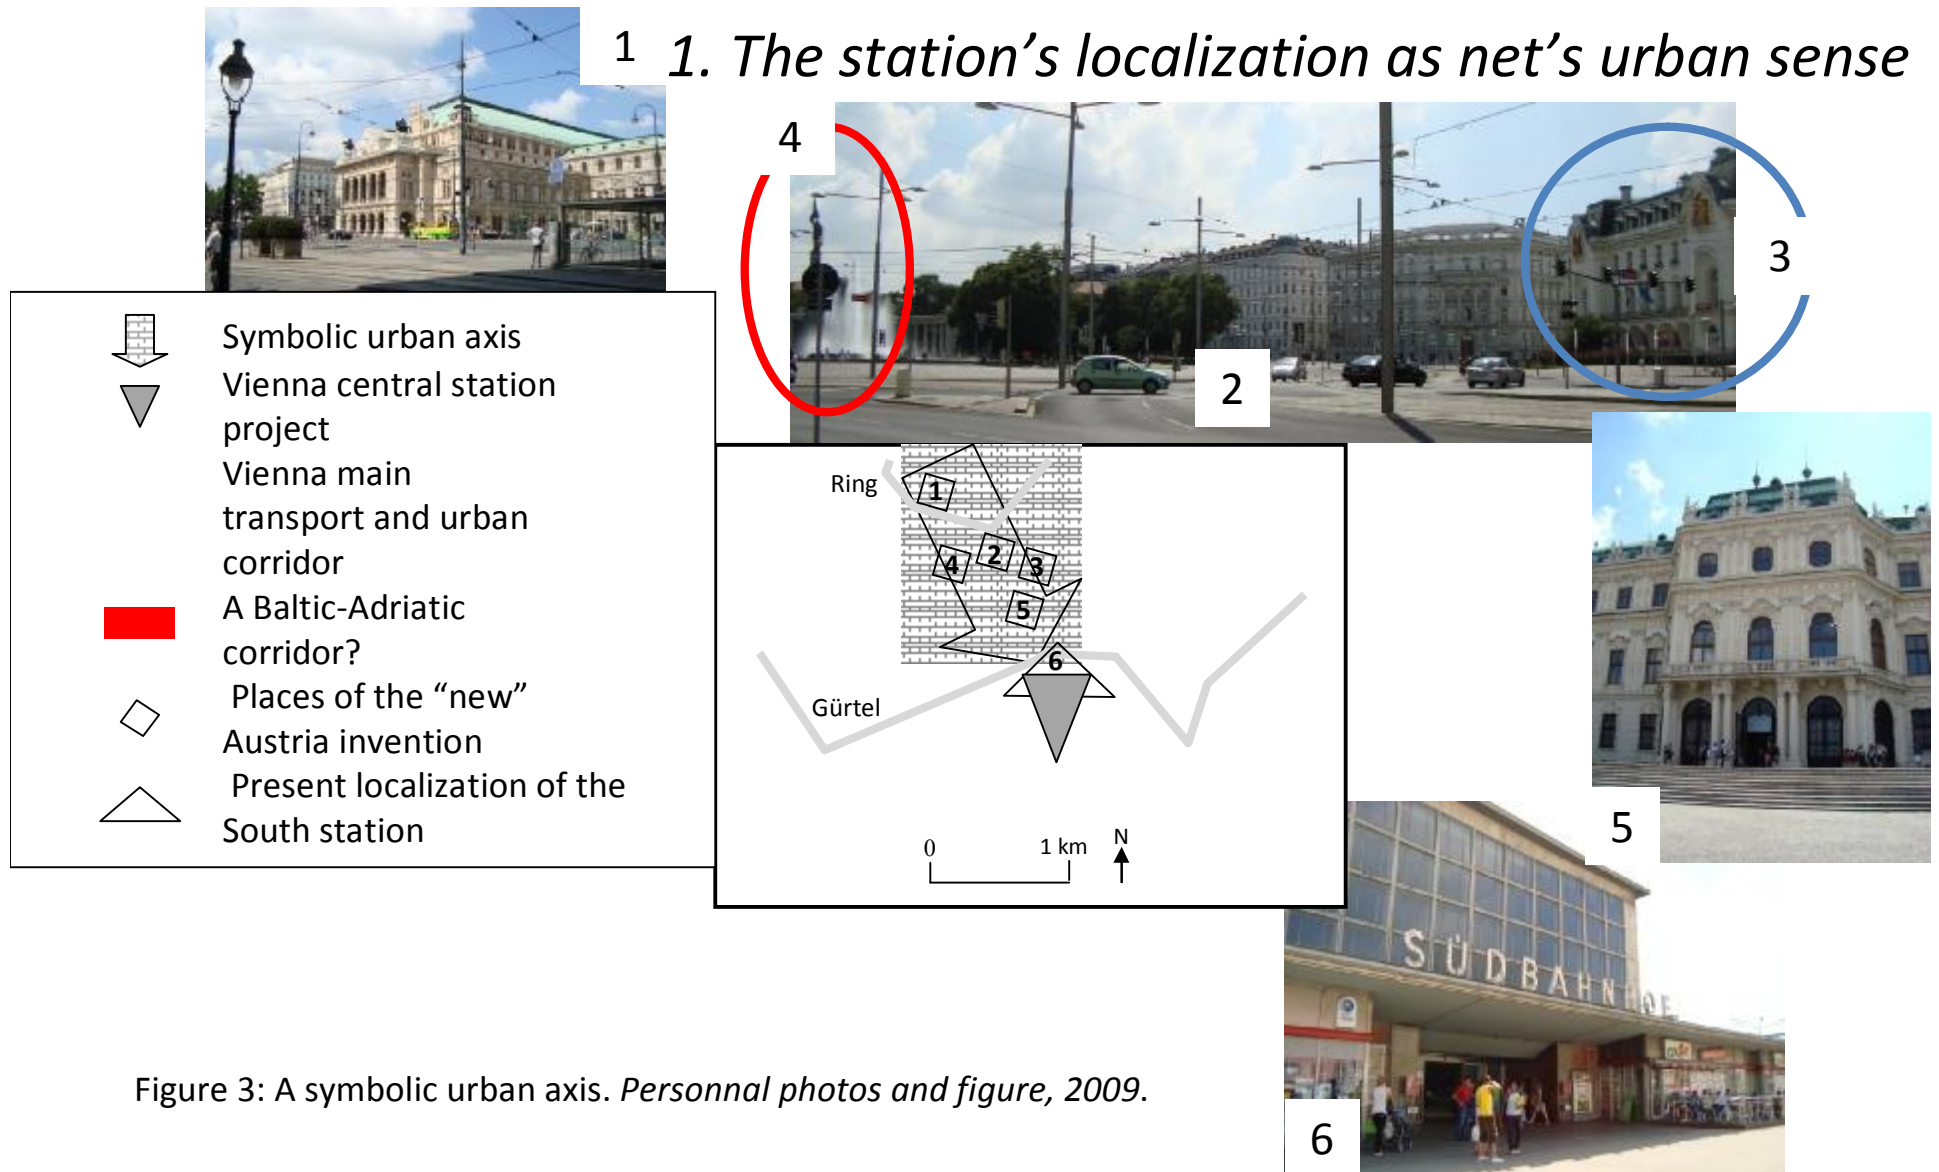 1
1. The station’s localization as net’s urban sense
4
3
2
Symbolic urban axis
Vienna central station
project
Vienna main
transport and urban
corridor
A Baltic-Adriatic
corridor?
Places of the “new”
Austria invention
Present localization of the
South station
Ring
1
2
4
3
5
6
Gürtel
0
1 km
N
5
SÜDBAHNHOF
6
Figure 3: A symbolic urban axis. Personnal photos and figure, 2009.